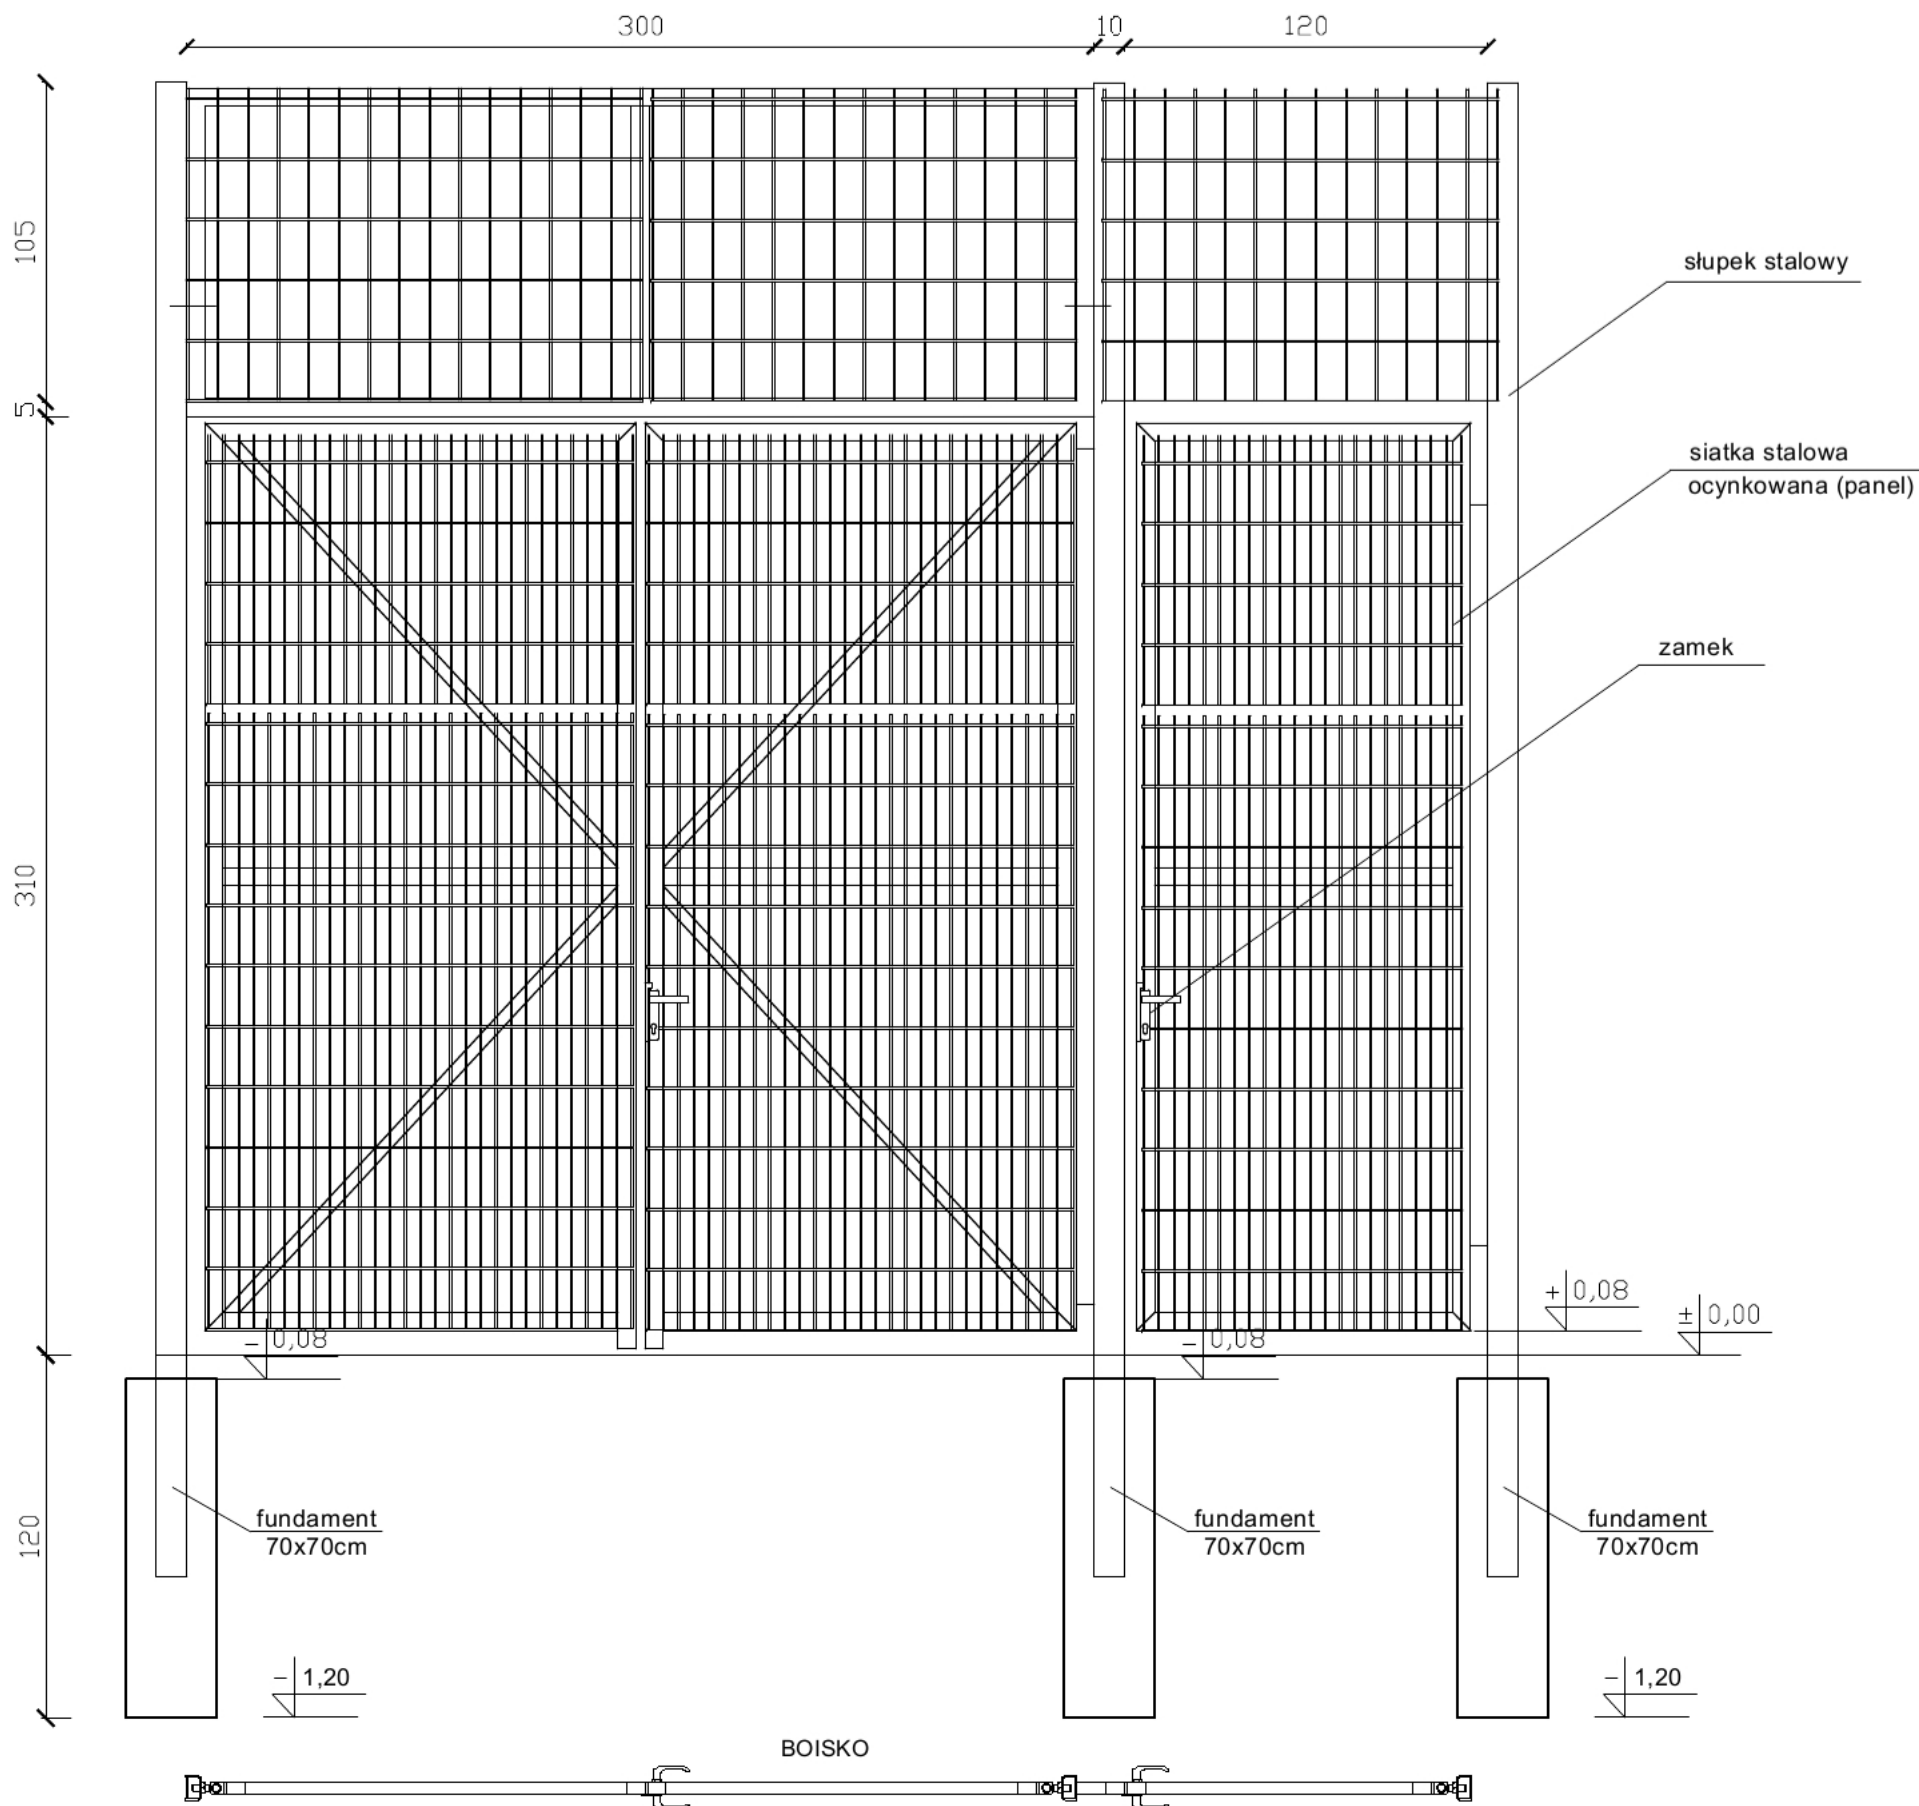 300
10
120
105
5
310
120
słupek stalowy
siatka stalowa
ocynkowana (panel)
zamek
+ 0,08
± 0,00
- 0,08
- 0,08
fundament
70x70cm
fundament
70x70cm
fundament
70x70cm
- 1,20
- 1,20
BOISKO